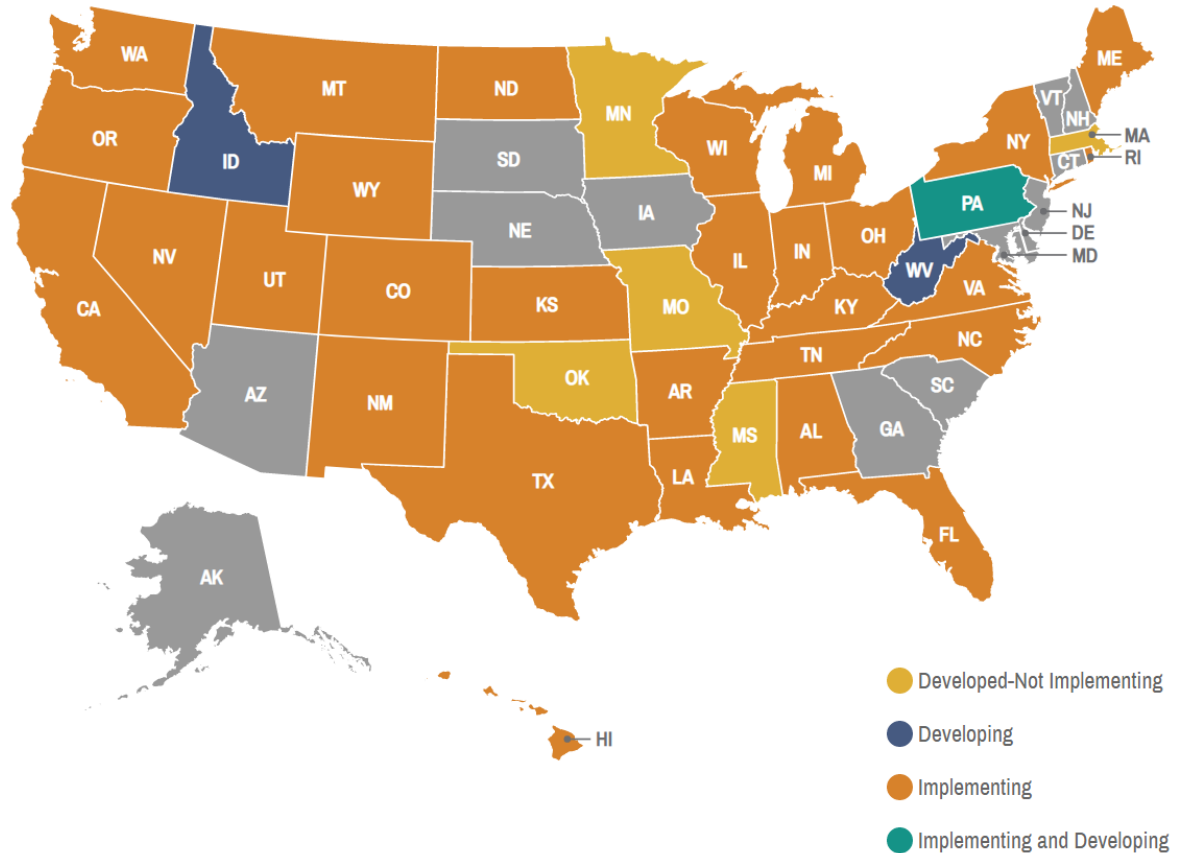 WA
MT
ND
MN
ME
VT
NH
MA
RI
CT
NY
OR
ID
SD
WI
MI
WY
IA
PA
NJ
DE
MD
NE
NV
UT
CO
IL
IN
OH
WV
VA
CA
KS
MO
KY
NC
TN
AZ
NM
OK
AR
SC
MS
AL
GA
TX
LA
FL
AK
HI
Developed-Not Implementing
Developing
Implementing
Implementing and Developing